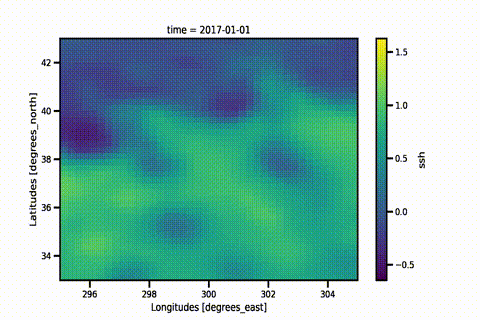 time = 2017-01-01
42
40
38
36
34
Latitudes [degrees_north]
296 298 300 302 304
Longitudes [degrees_east]
1.5
1.0
0.5
0.0
−0.5
ssh